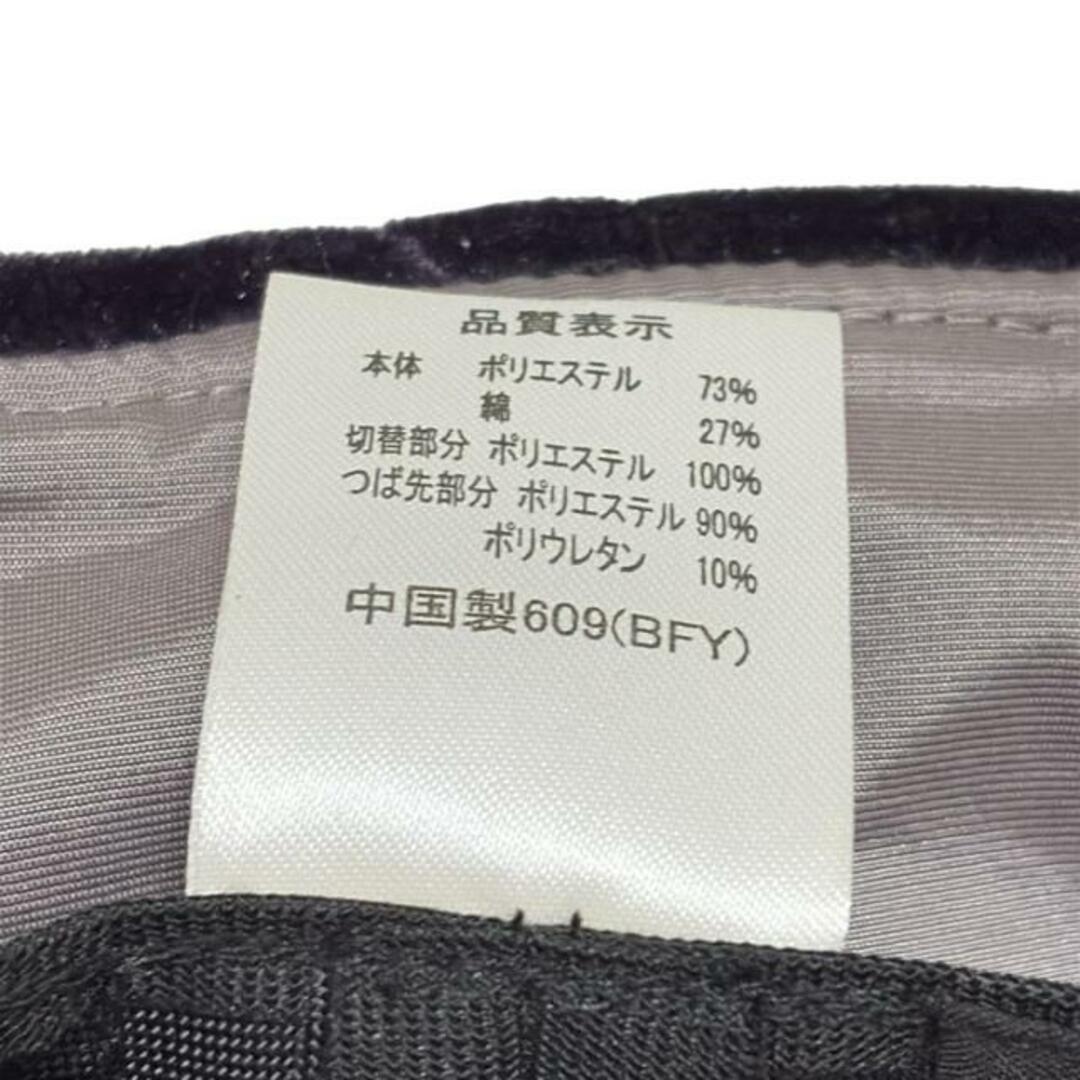 品質表示
本体 ポリエステル 73%
綿 27%
切替部分 ポリエステル 100%
つば先部分 ポリエステル 90%
ポリウレタン 10%
中国製609(BFY)